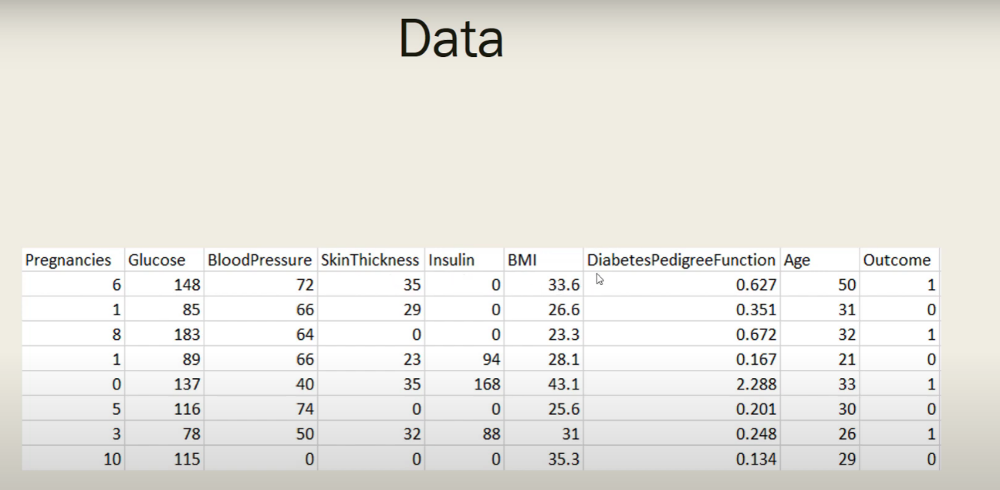 Data
Pregnancies Glucose BloodPressure SkinThickness Insulin BMI DiabetesPedigreeFunction Age Outcome
6 148 72 35 0 33.6 0.627 50 1
1 85 66 29 0 26.6 0.351 31 0
8 183 64 0 0 23.3 0.672 32 1
1 89 66 23 94 28.1 0.167 21 0
0 137 40 35 168 43.1 2.288 33 1
5 116 74 0 0 25.6 0.201 30 0
3 78 50 32 88 31 0.248 26 1
10 115 0 0 0 35.3 0.134 29 0